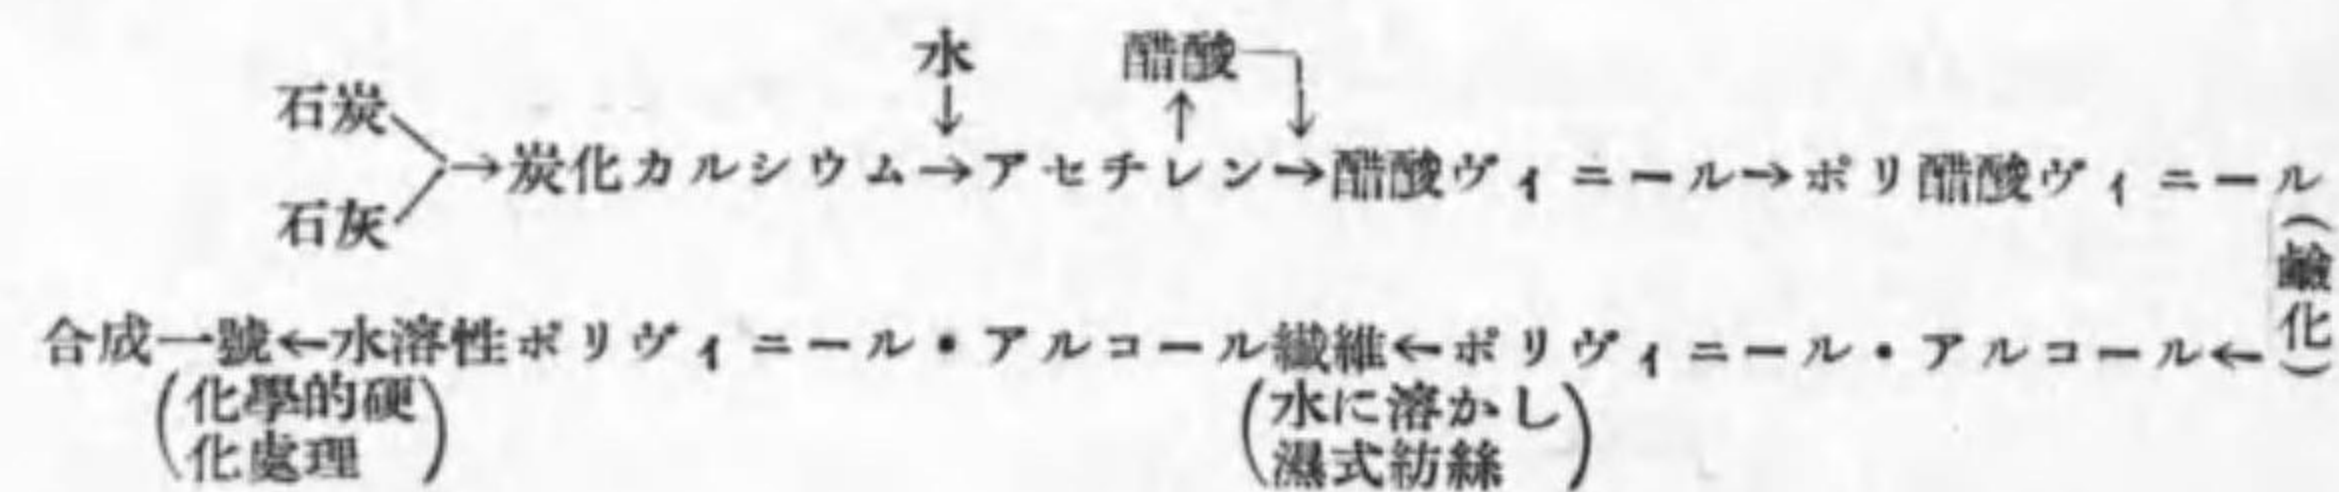 水 醋酸
石炭
→炭化カルシウム→アセチレン→醋酸ヴィニール→ポリ醋酸ヴィニール
石灰
(鹼化)
合成一號←水溶性ポリヴィニール・アルコール纎維←ポリヴィニール・アルコール←
(化學的硬 (水に溶かし
化處理) 濕式紡絲)